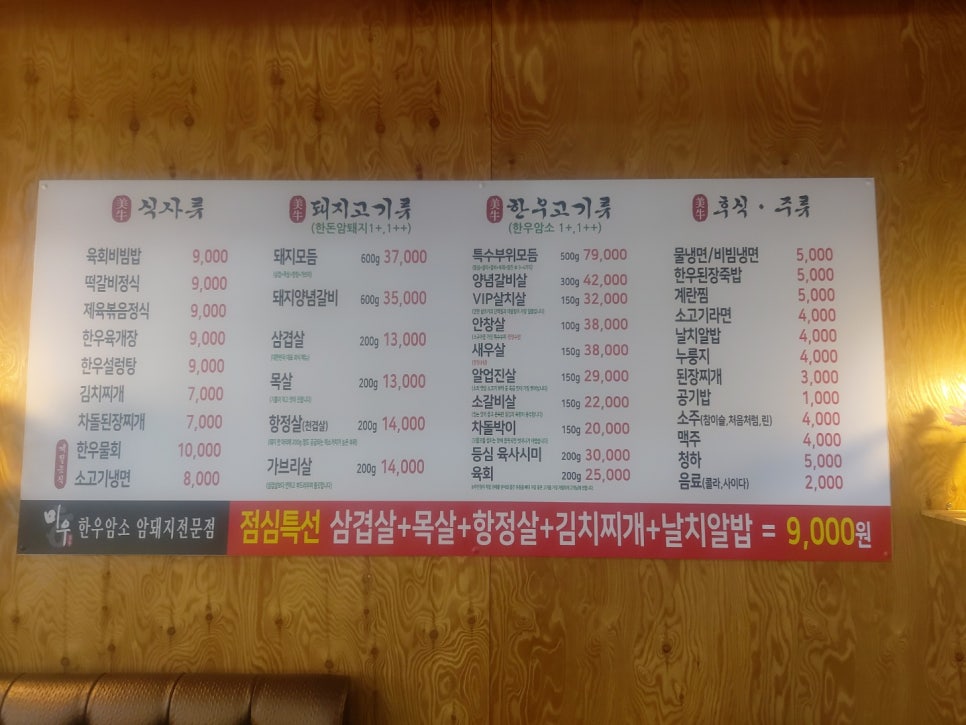 美牛 식사류
육회비빔밥 9,000
떡갈비정식 9,000
제육볶음정식 9,000
한우육개장 9,000
한우설렁탕 9,000
김치찌개 7,000
차돌된장찌개 7,000
한우물회 10,000
소고기냉면 8,000
美牛 돼지고기류
(한돈암돼지1+,1++)
돼지모듬 600g 37,000
돼지양념갈비 600g 35,000
삼겹살 200g 13,000
목살 200g 13,000
항정살(천겹살) 200g 14,000
가브리살 200g 14,000
美牛 한우고기류
(한우암소 1+,1++)
특수부위모듬 500g 79,000
양념갈비살 300g 42,000
VIP살치살 150g 32,000
안창살 100g 38,000
새우살 150g 38,000
알업진살 150g 29,000
소갈비살 150g 22,000
차돌박이 150g 20,000
등심 육사시미 200g 30,000
육회 200g 25,000
美牛 후식 · 주류
물냉면/비빔냉면 5,000
한우된장죽밥 5,000
계란찜 5,000
소고기라면 4,000
날치알밥 4,000
누룽지 4,000
된장찌개 3,000
공기밥 1,000
소주(참이슬,처음처럼,린) 4,000
맥주 4,000
청하 5,000
음료(콜라,사이다) 2,000
미우 한우암소 암돼지전문점
점심특선 삼겹살+목살+항정살+김치찌개+날치알밥 = 9,000원